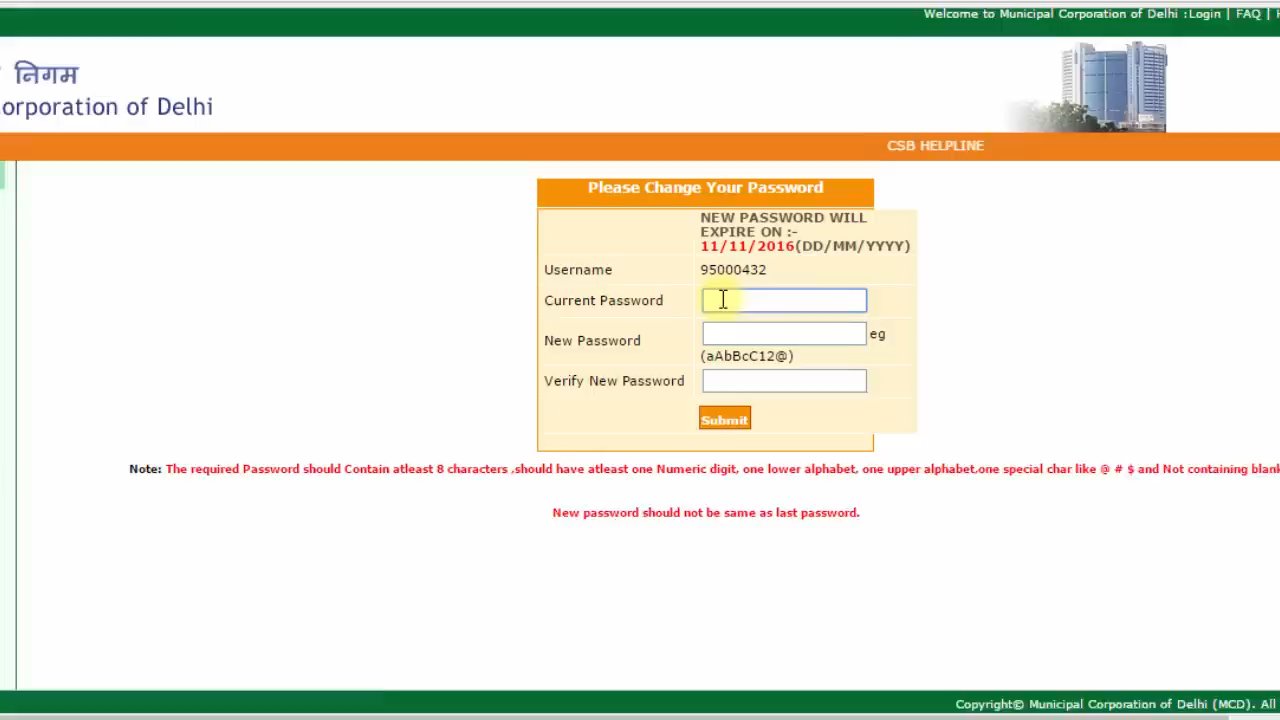 Welcome to Municipal Corporation of Delhi :Login | FAQ |
निगम
orporation of Delhi
CSB HELPLINE
Please Change Your Password
NEW PASSWORD WILL
EXPIRE ON :-
11/11/2016(DD/MM/YYYY)
Username 95000432
Current Password
New Password eg
(aAbBcC12@)
Verify New Password
Submit
Note: The required Password should Contain atleast 8 characters ,should have atleast one Numeric digit, one lower alphabet, one upper alphabet,one special char like @ # $ and Not containing blank
New password should not be same as last password.
Copyright© Municipal Corporation of Delhi (MCD). All